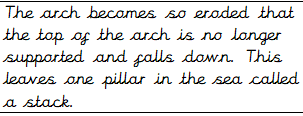 The arch becomes so eroded that
the top of the arch is no longer
supported and falls down. This
leaves one pillar in the sea called
a stack.